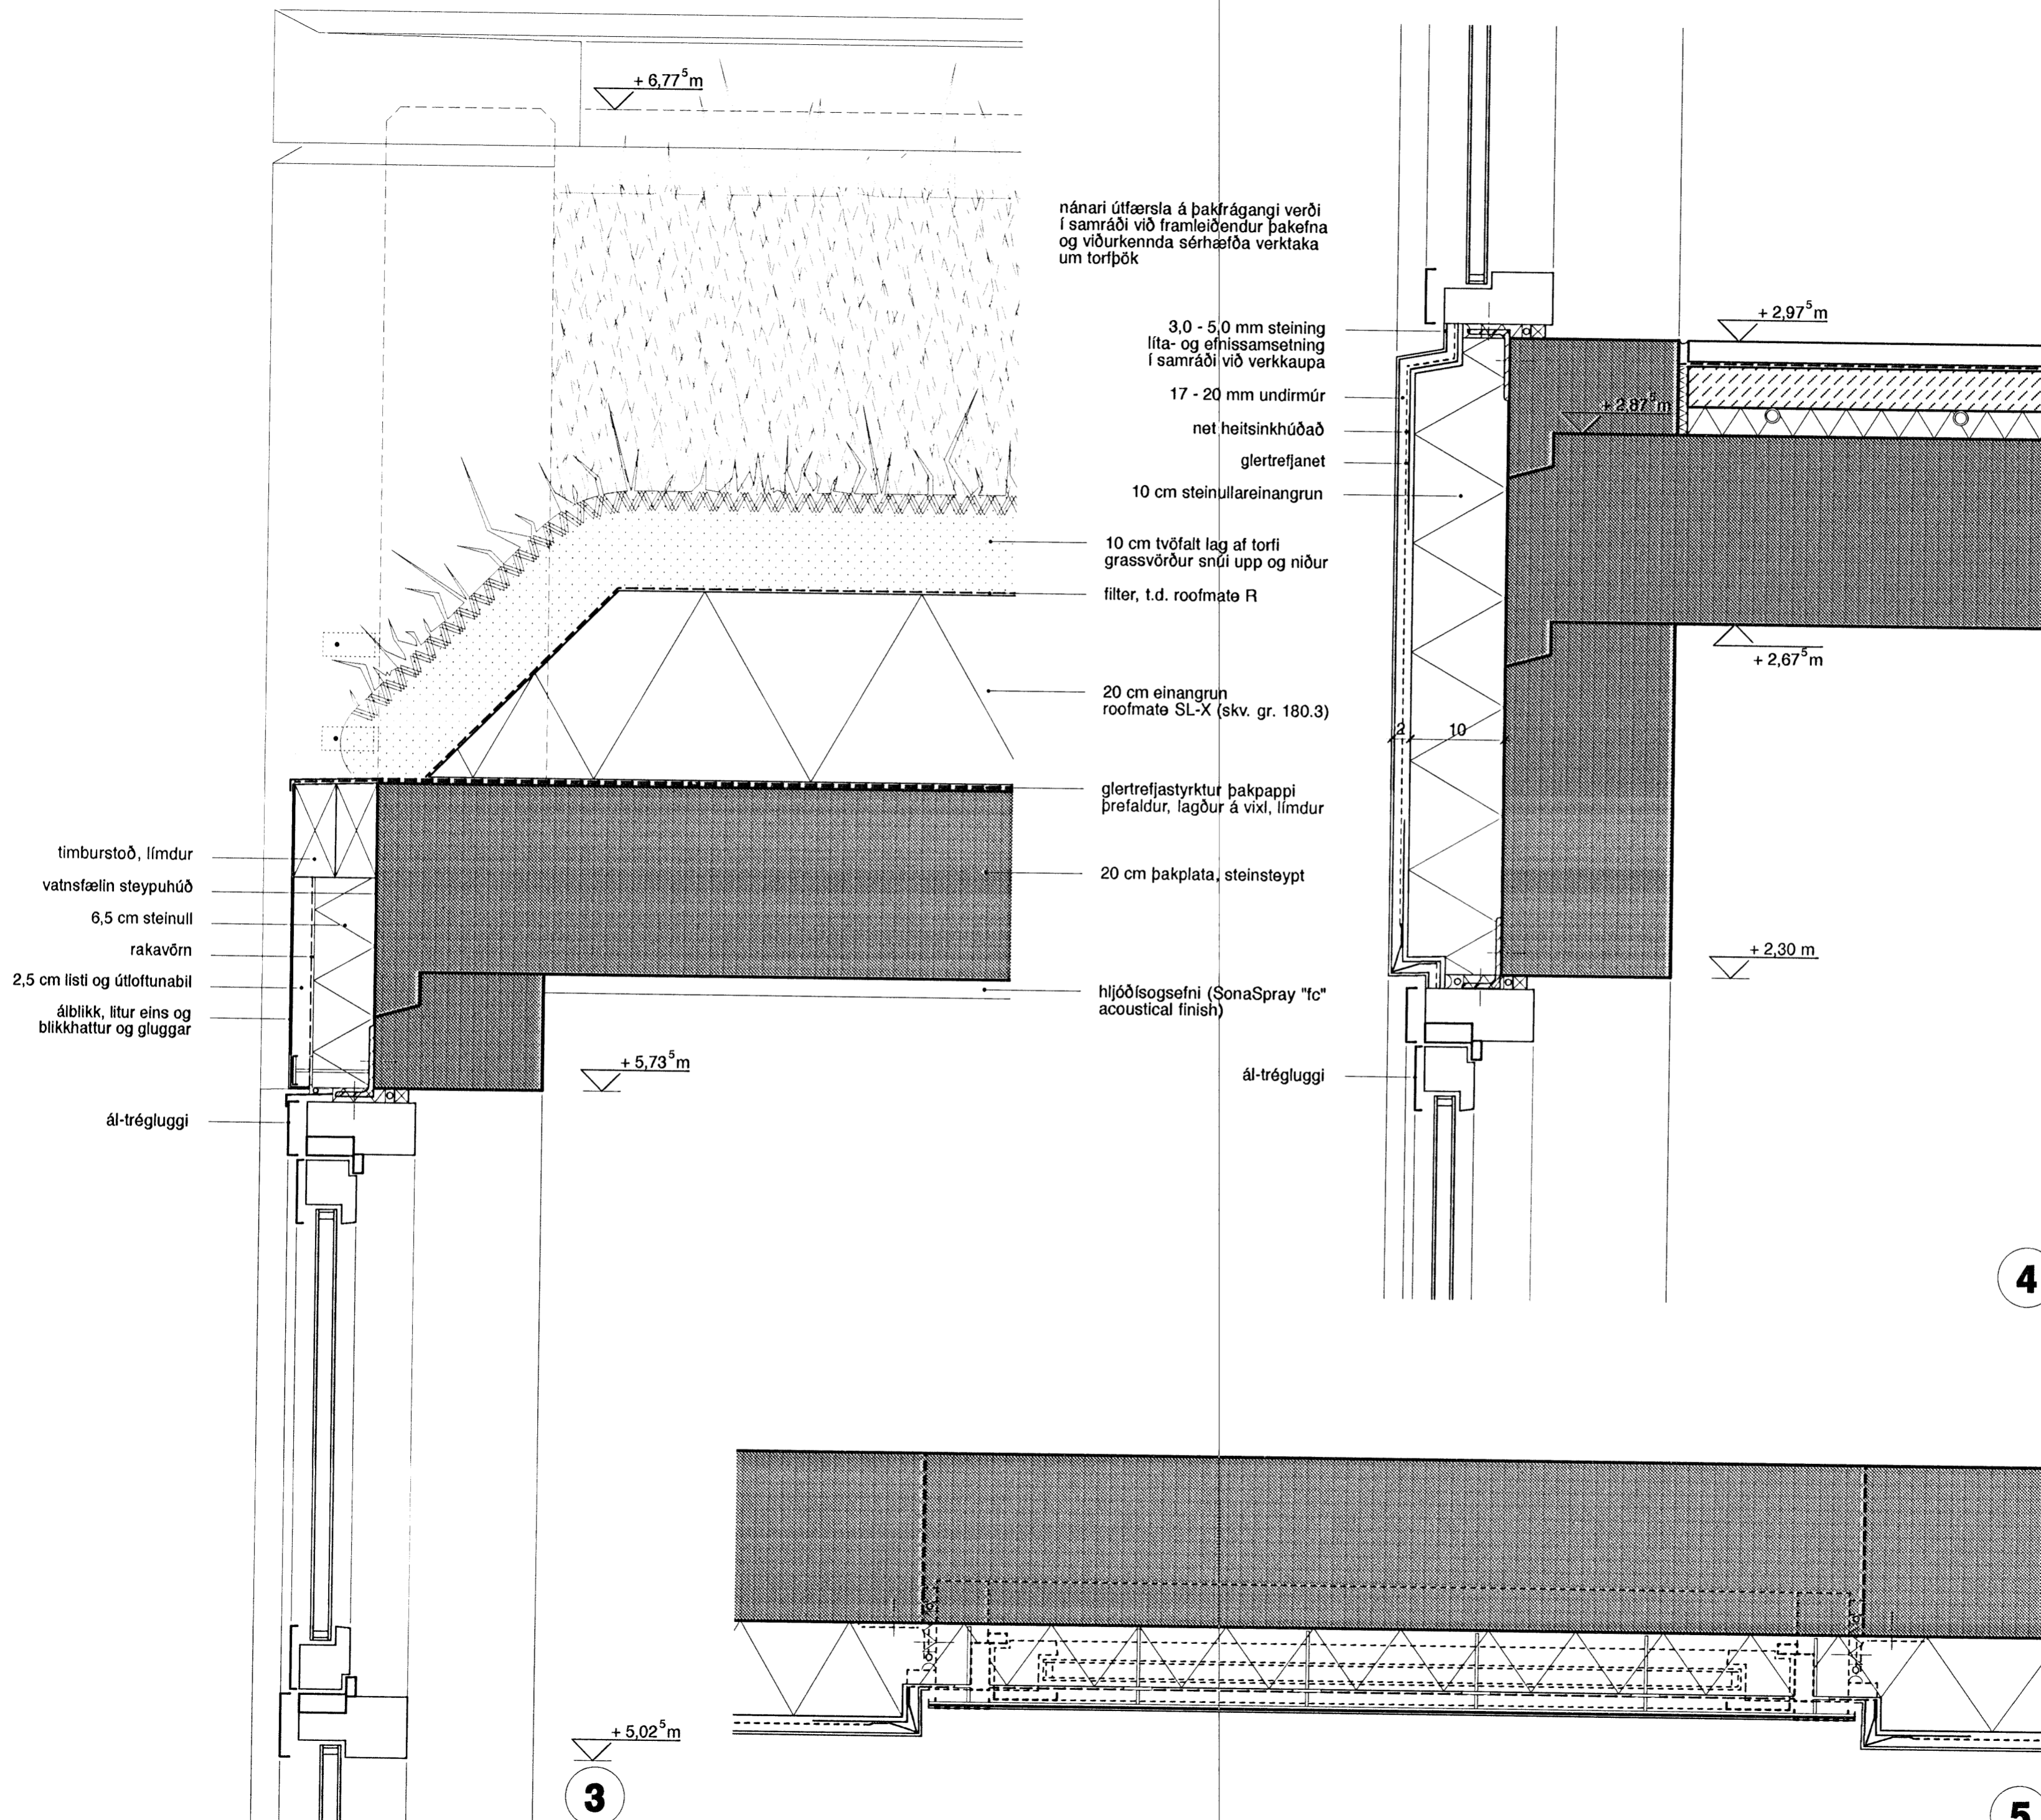 + 6,77⁵m
nánari útfærsla á þakfrágangi verði
í samráði við framleiðendur þakefna
og viðurkennda sérhæfða verktaka
um torfþök
3,0 - 5,0 mm steining
líta- og efnissamsetning
í samráði við verkkaupa
17 - 20 mm undirmúr
net heitsinkhúðað
glertrefjanet
10 cm steinullareinangrun
+ 2,97⁵m
+ 2,87⁵m
+ 2,67⁵m
2
10
+ 2,30 m
ál-trégluggi
4
10 cm tvöfalt lag af torfi
grassvörður snúi upp og niður
filter, t.d. roofmate R
20 cm einangrun
roofmate SL-X (skv. gr. 180.3)
glertrefjastyrktur þakpappi
þrefaldur, lagður á vixl, límdur
20 cm þakplata, steinsteypt
hljóðísogsefni (SonaSpray "fc"
acoustical finish)
timburstoð, límdur
vatnsfælin steypuhúð
6,5 cm steinull
rakavörn
2,5 cm listi og útloftunabil
álblikk, litur eins og
blikkhattur og gluggar
ál-trégluggi
+ 5,73⁵m
+ 5,02⁵m
3
5